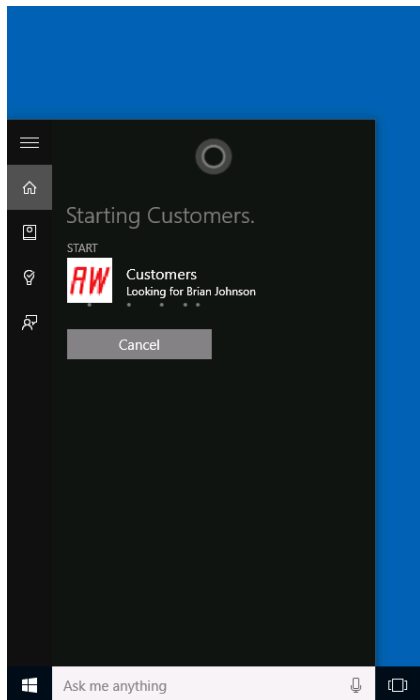 Starting Customers.
START
AW
Customers
Looking for Brian Johnson
Cancel
Ask me anything